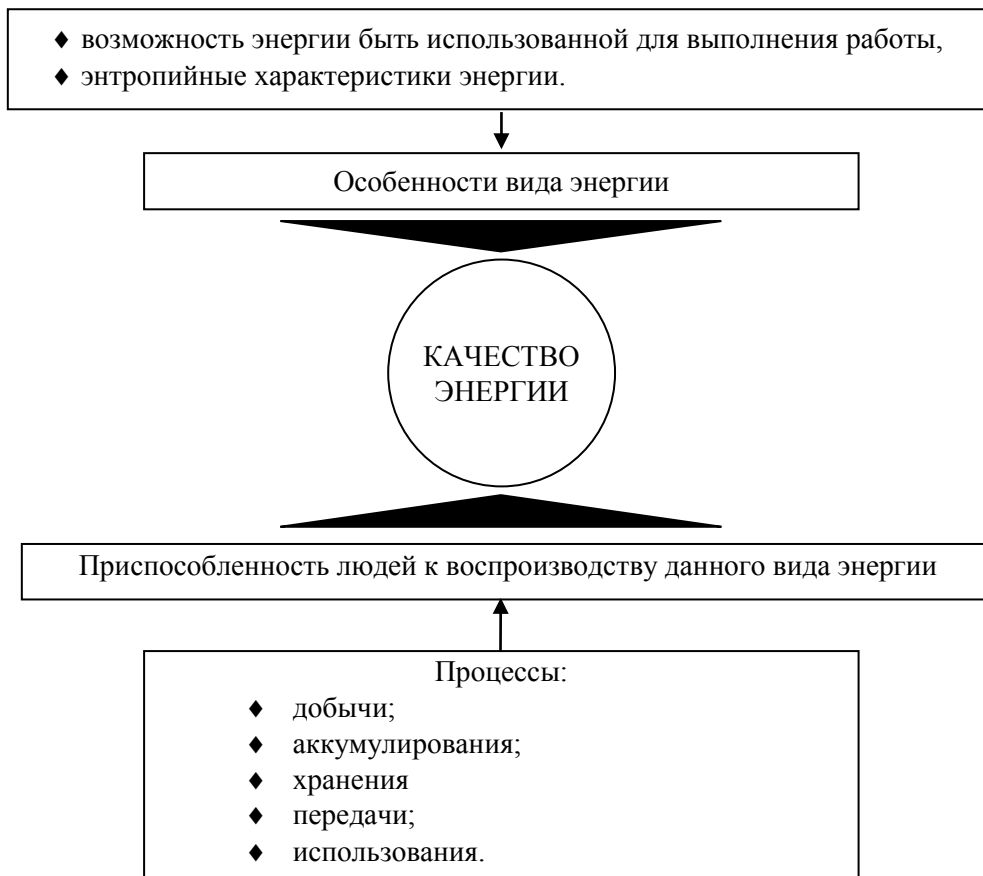 ♦ возможность энергии быть использованной для выполнения работы,
♦ энтропийные характеристики энергии.
Особенности вида энергии
КАЧЕСТВО
ЭНЕРГИИ
Приспособленность людей к воспроизводству данного вида энергии
Процессы:
♦ добычи;
♦ аккумулирования;
♦ хранения
♦ передачи;
♦ использования.